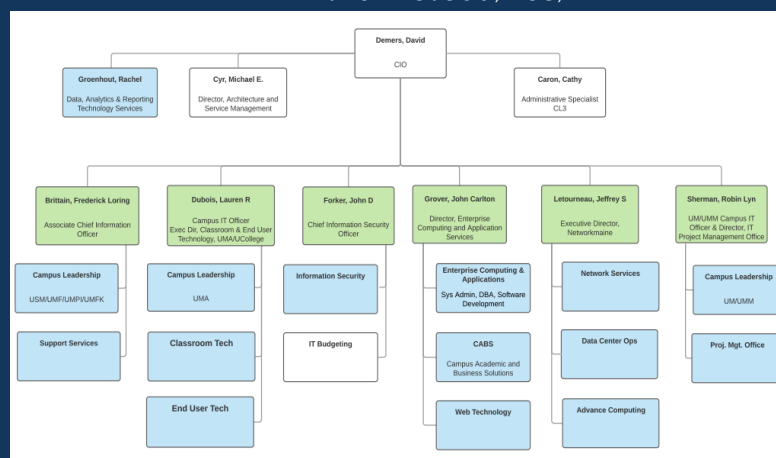 Demers, David
CIO
Groenhout, Rachel
Data, Analytics & Reporting
Technology Services
Cyr, Michael E.
Director, Architecture and
Service Management
Caron, Cathy
Administrative Specialist
CL3
Brittain, Frederick Loring
Associate Chief Information
Officer
Dubois, Lauren R
Campus IT Officer
Exec Dir, Classroom & End User
Technology, UMA/UCollege
Forker, John D
Chief Information Security
Officer
Grover, John Carlton
Director, Enterprise
Computing and Application
Services
Letourneau, Jeffrey S
Executive Director,
Networkmaine
Sherman, Robin Lyn
UM/UMM Campus IT
Officer & Director, IT
Project Management Office
Campus Leadership
USM/UMF/UMPI/UMFK
Support Services
Campus Leadership
UMA
Classroom Tech
End User Tech
Information Security
IT Budgeting
Enterprise Computing &
Applications
Sys Admin, DBA, Software
Development
CABS
Campus Academic and
Business Solutions
Web Technology
Network Services
Data Center Ops
Advance Computing
Campus Leadership
UM/UMM
Proj. Mgt. Office